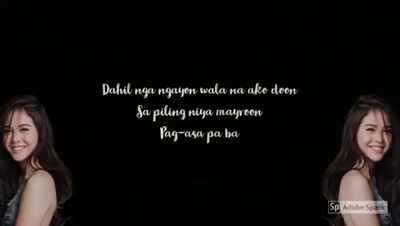 Dahil nga ngayon wala na ako doon
Sa piling niya mayroon
Pag-asa pa ba
Sp Adobe Spark